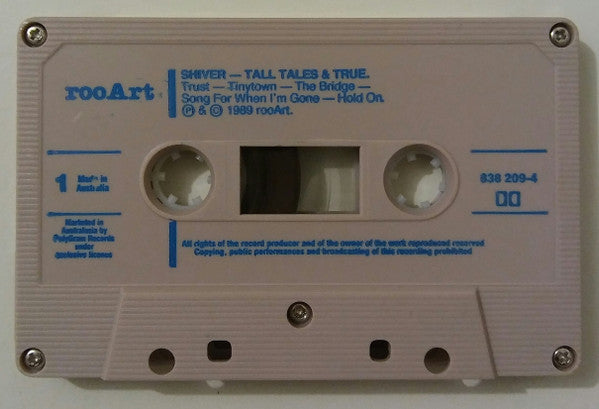 rooArt
SHIVER — TALL TALES & TRUE.
Trust — Tinytown — The Bridge —
Song For When I'm Gone — Hold On.
℗ & © 1989 rooArt.
1
Made in
Australia
838 209-4
Marketed in
Australasia by
PolyGram Records
under
exclusive licence
All rights of the record producer and of the owner of the work reproduced reserved
Copying, public performances and broadcasting of this recording prohibited